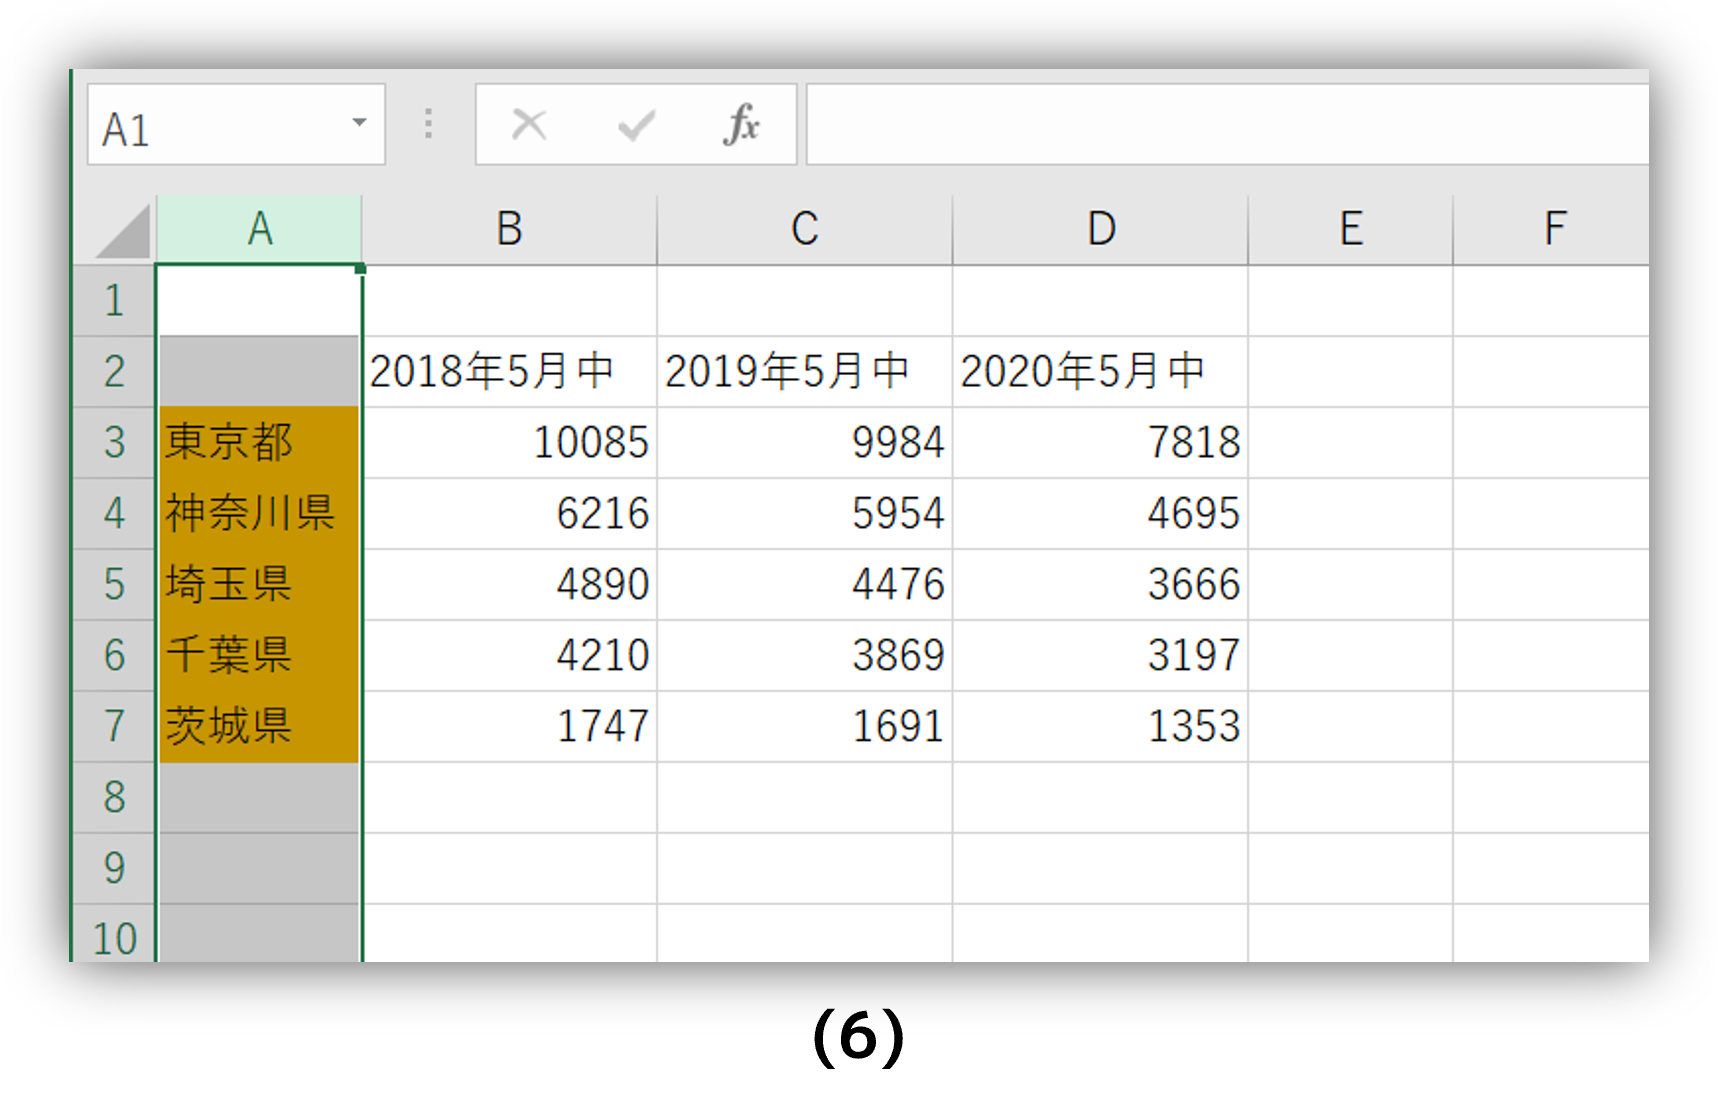 A1 fx
A B C D E F
1
2 2018年5月中 2019年5月中 2020年5月中
3 東京都 10085 9984 7818
4 神奈川県 6216 5954 4695
5 埼玉県 4890 4476 3666
6 千葉県 4210 3869 3197
7 茨城県 1747 1691 1353
8
9
10
(6)